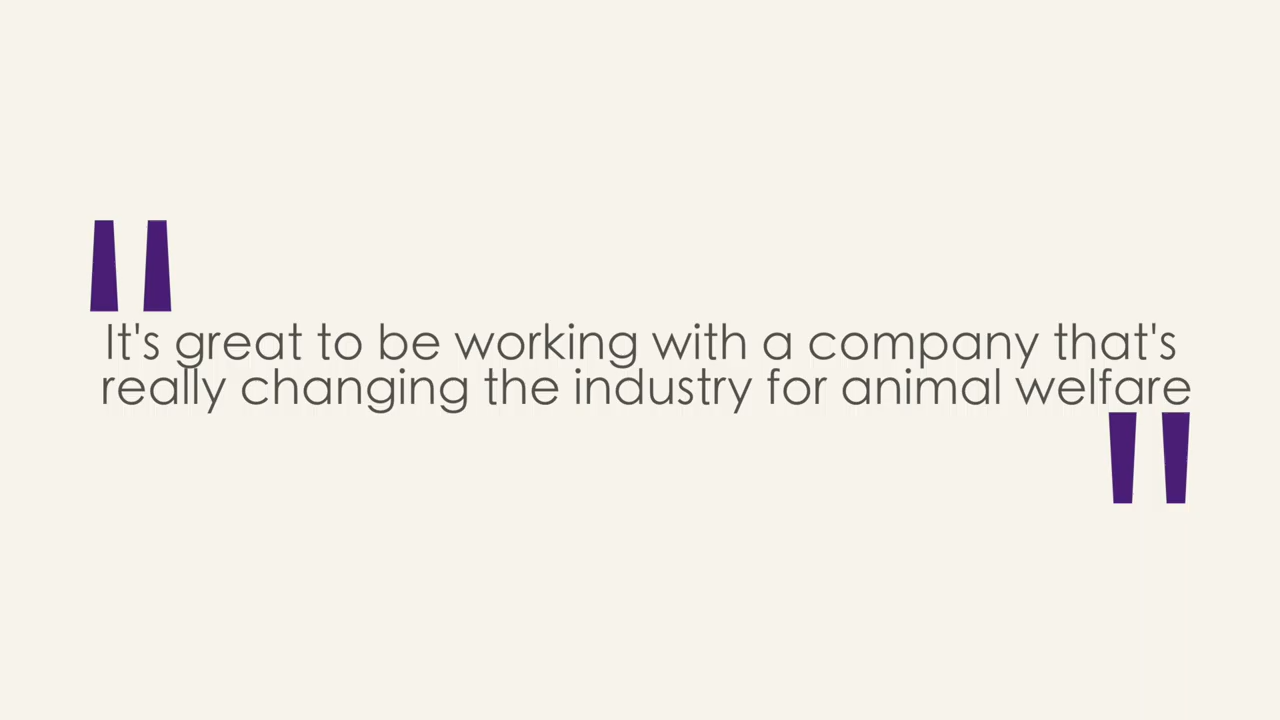 "
It's great to be working with a company that's
really changing the industry for animal welfare
"